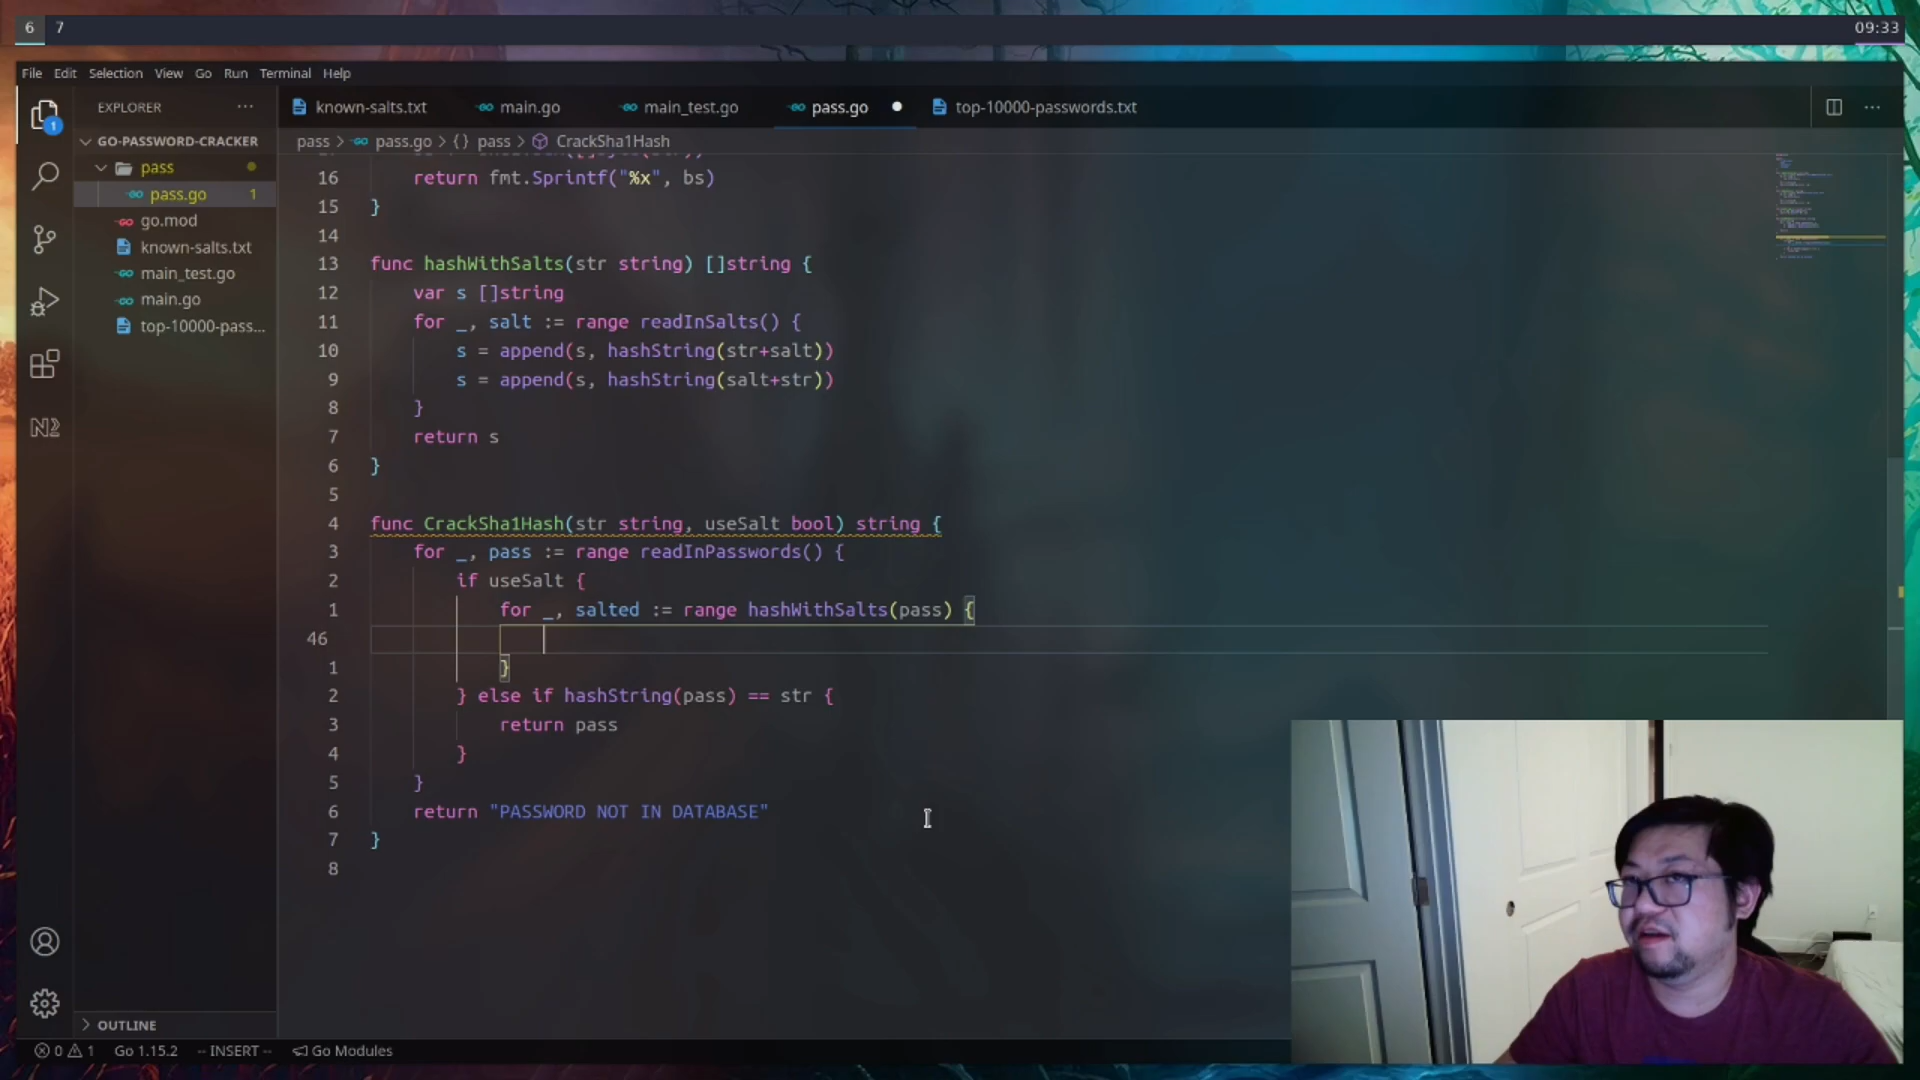 6 7 09:33
File Edit Selection View Go Run Terminal Help
EXPLORER ···
GO-PASSWORD-CRACKER
pass
pass.go 1
go.mod
known-salts.txt
main_test.go
main.go
top-10000-pass...
OUTLINE
known-salts.txt main.go main_test.go pass.go top-10000-passwords.txt ···
pass > pass.go > {} pass > CrackSha1Hash
16 return fmt.Sprintf("%x", bs)
15 }
14
13 func hashWithSalts(str string) []string {
12 var s []string
11 for _, salt := range readInSalts() {
10 s = append(s, hashString(str+salt))
9 s = append(s, hashString(salt+str))
8 }
7 return s
6 }
5
4 func CrackSha1Hash(str string, useSalt bool) string {
3 for _, pass := range readInPasswords() {
2 if useSalt {
1 for _, salted := range hashWithSalts(pass) {
46
1 }
2 } else if hashString(pass) == str {
3 return pass
4 }
5 }
6 return "PASSWORD NOT IN DATABASE"
7 }
8
0 1 Go 1.15.2 -- INSERT -- Go Modules
1
N2